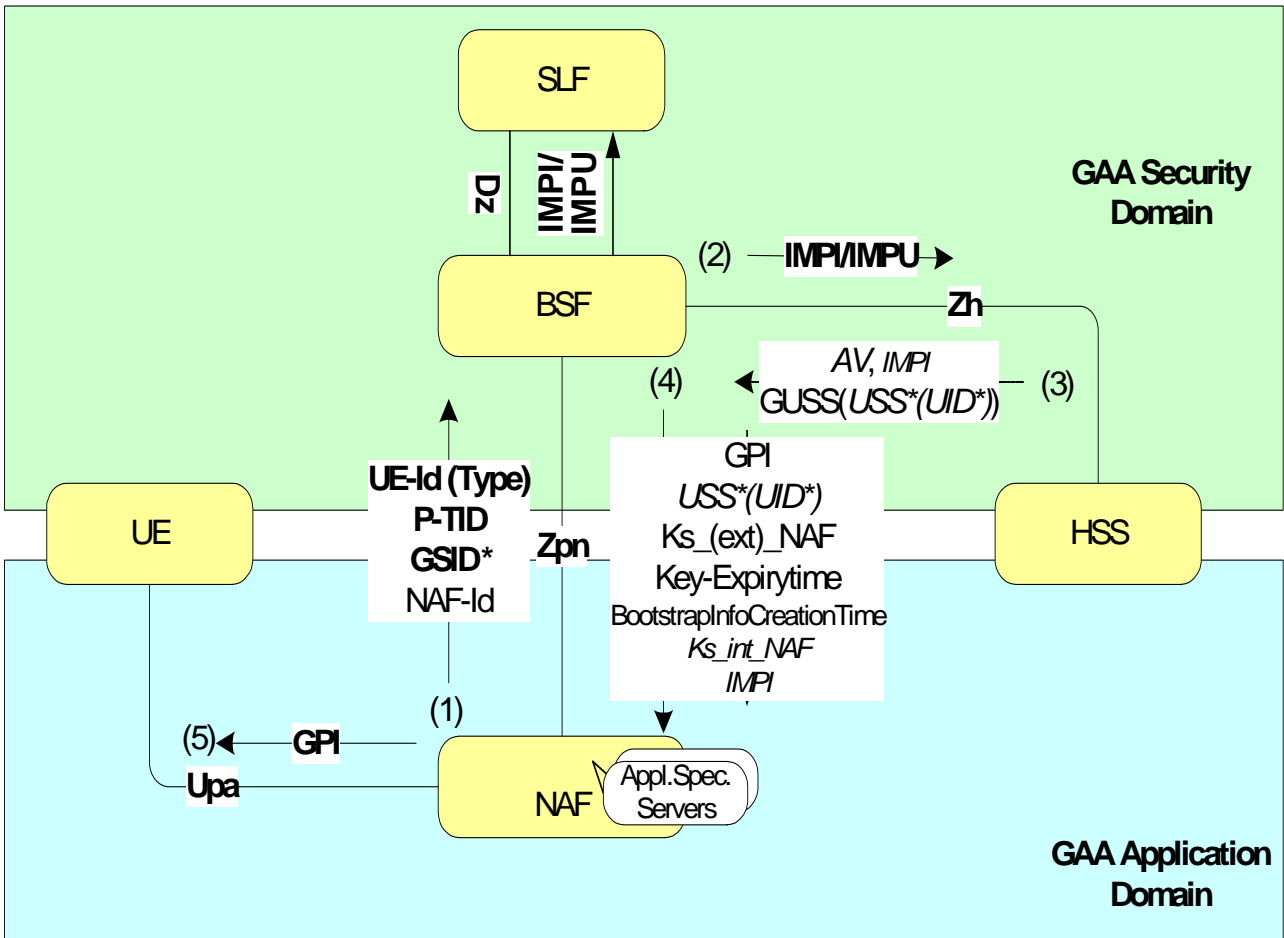 SLF
Dz
IMPI/
IMPU
GAA Security
Domain
(2)
IMPI/IMPU
BSF
Zh
(4)
AV, IMPI
GUSS(USS*(UID*))
(3)
UE-Id (Type)
P-TID
GSID*
NAF-Id
Zpn
GPI
USS*(UID*)
Ks_(ext)_NAF
Key-Expirytime
BootstrapInfoCreationTime
Ks_int_NAF
IMPI
UE
HSS
(1)
(5)
GPI
Upa
NAF
Appl.Spec.
Servers
GAA Application
Domain